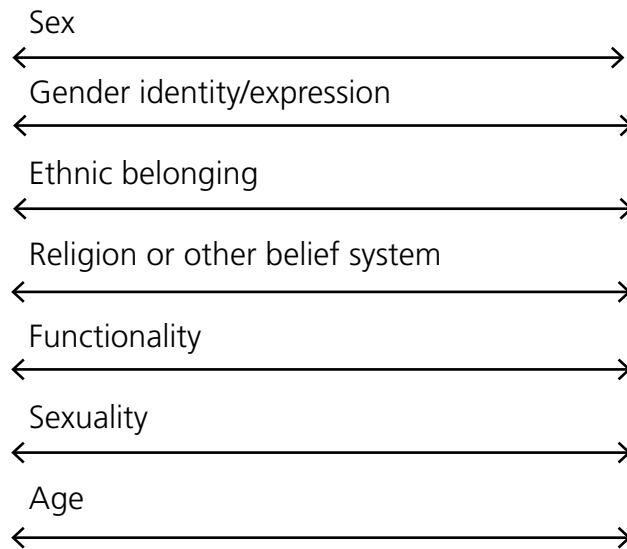 Sex
Gender identity/expression
Ethnic belonging
Religion or other belief system
Functionality
Sexuality
Age